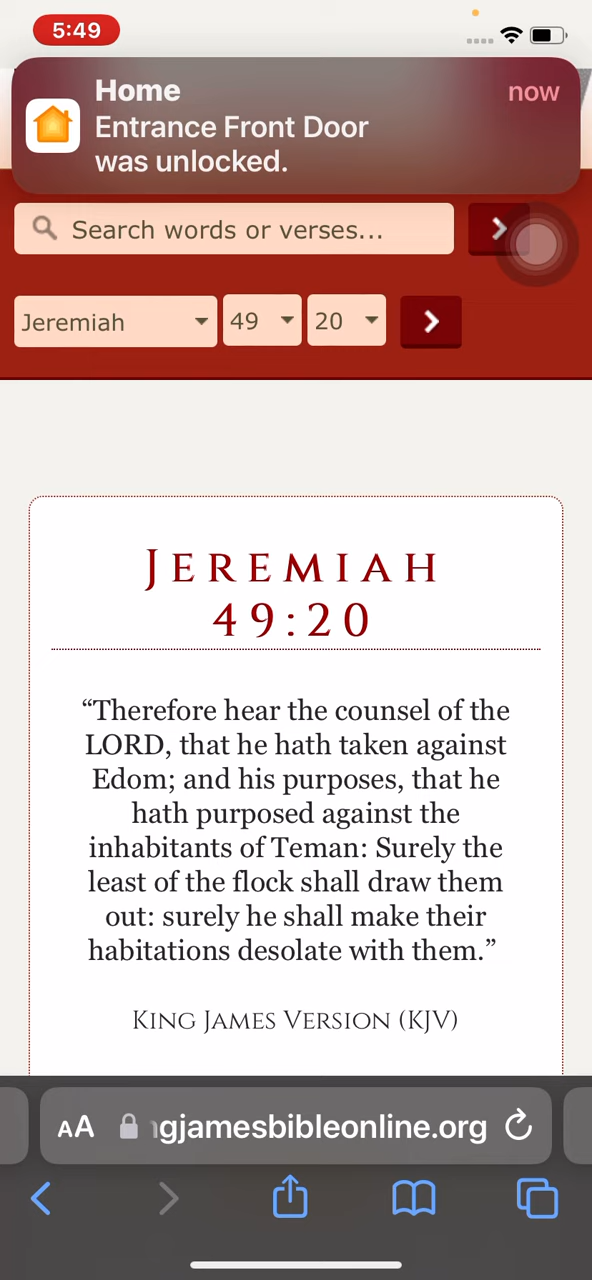 5:49
Home
now
Entrance Front Door
was unlocked.
Search words or verses...
Jeremiah 49 20
JEREMIAH
49:20
“Therefore hear the counsel of the
LORD, that he hath taken against
Edom; and his purposes, that he
hath purposed against the
inhabitants of Teman: Surely the
least of the flock shall draw them
out: surely he shall make their
habitations desolate with them.”
KING JAMES VERSION (KJV)
AA gjamesbibleonline.org